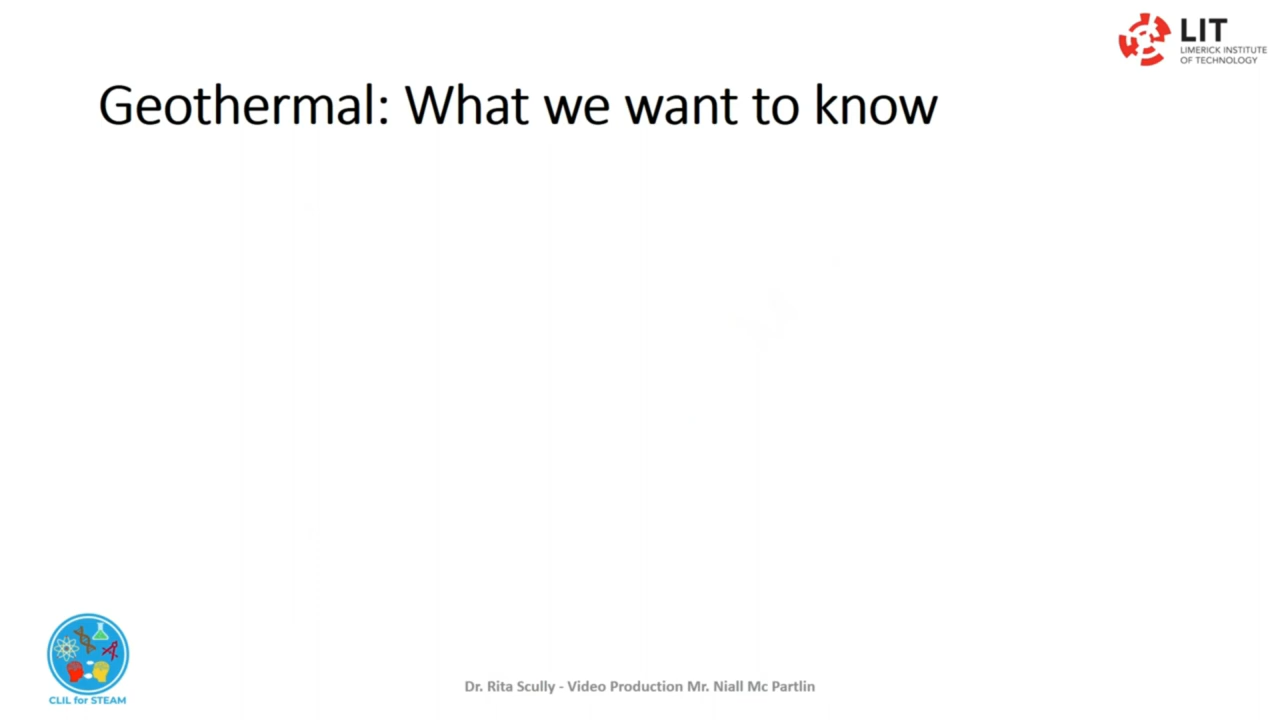 LIT
LIMERICK INSTITUTE
OF TECHNOLOGY
Geothermal: What we want to know
CLIL for STEAM
Dr. Rita Scully - Video Production Mr. Niall Mc Partlin